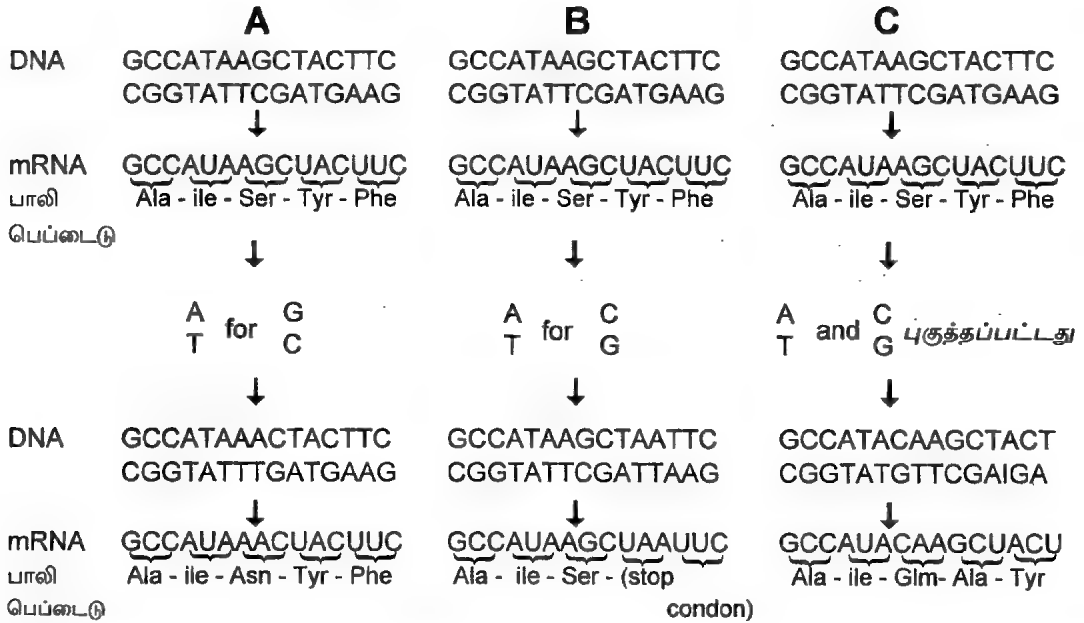 A B C
DNA GCCATAAGCTACTTC GCCATAAGCTACTTC GCCATAAGCTACTTC
CGGTATTCGATGAAG CGGTATTCGATGAAG CGGTATTCGATGAAG
mRNA GCCAUAAGCUACUUC GCCAUAAGCUACUUC GCCAUAAGCUACUUC
பாலி Ala - ile - Ser - Tyr - Phe Ala - ile - Ser - Tyr - Phe Ala - ile - Ser - Tyr - Phe
பெப்டைடு
A G A C A C
T for C T for G T and G புகுத்தப்பட்டது
DNA GCCATAAACTACTTC GCCATAAGCTAATTC GCCATACAAGCTACT
CGGTATTTGATGAAG CGGTATTCGATTAAG CGGTATGTTCGAIGA
mRNA GCCAUAAACUACUUC GCCAUAAGCUAAUUC GCCAUACAAGCUACU
பாலி Ala - ile - Asn - Tyr - Phe Ala - ile - Ser - (stop Ala - ile - Glm- Ala - Tyr
பெப்டைடு condon)